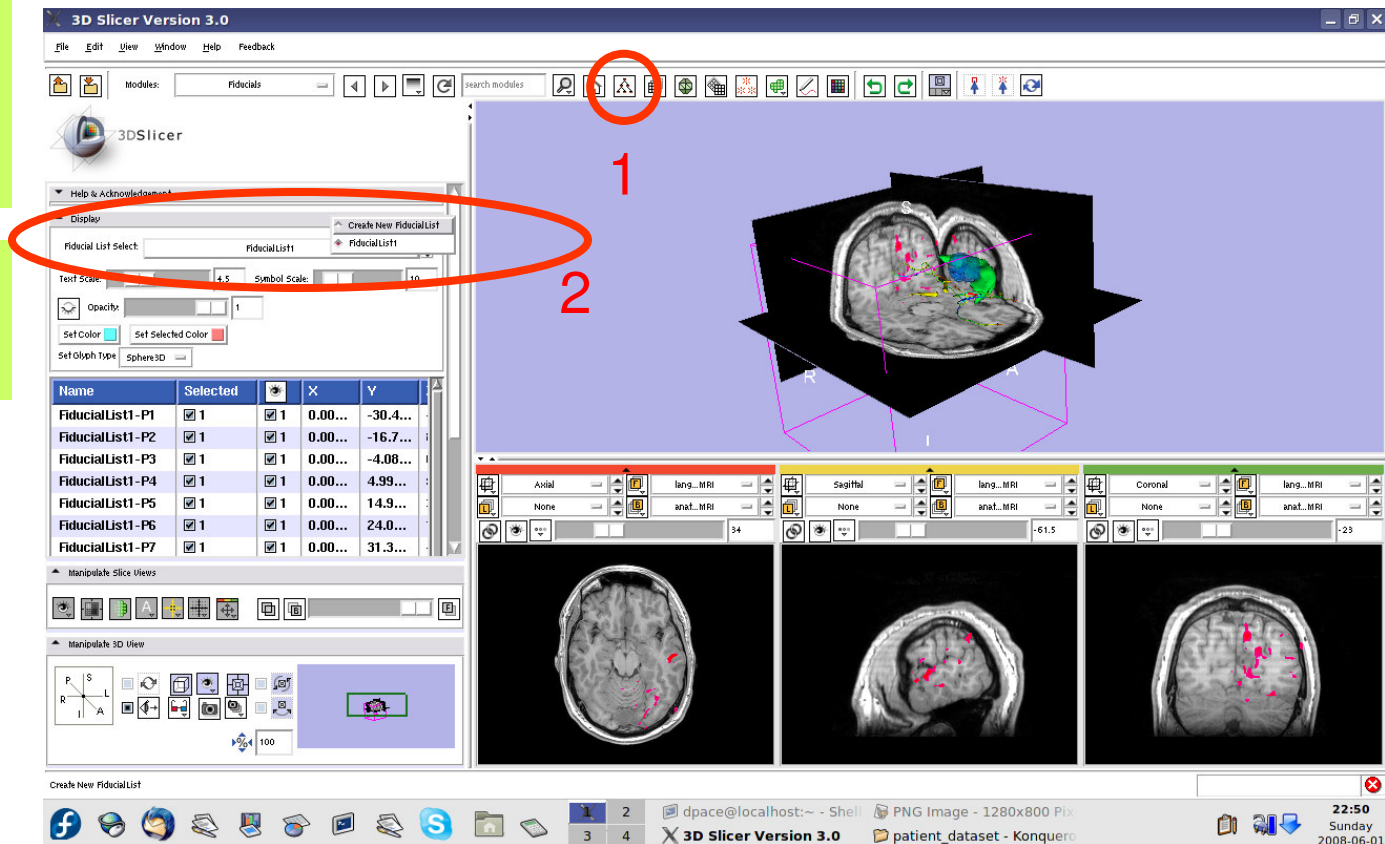 3D Slicer Version 3.0
File Edit View Window Help Feedback
Modules: Fiducials search modules
1
3DSlicer
Help & Acknowledgement
Display
Create New FiducialList
Fiducial List Select: FiducialList1
FiducialList1
2
Text Scale: 4.5 Symbol Scale: 10
Opacity: 1
Set Color Set Selected Color
Set Glyph Type Sphere3D
S
R
A
I
Name Selected X Y
FiducialList1-P1 1 1 0.00... -30.4...
FiducialList1-P2 1 1 0.00... -16.7...
FiducialList1-P3 1 1 0.00... -4.08...
FiducialList1-P4 1 1 0.00... 4.99...
FiducialList1-P5 1 1 0.00... 14.9...
FiducialList1-P6 1 1 0.00... 24.0...
FiducialList1-P7 1 1 0.00... 31.3...
Axial F lang...MRI
L None B anat...MRI
34
Sagittal F lang...MRI
L None B anat...MRI
-61.5
Coronal F lang...MRI
L None B anat...MRI
-23
Manipulate Slice Views
A B F
Manipulate 3D View
P S
R L
I A
% 100
Create New FiducialList
1 2
3 4
dpace@localhost:~ - Shell
PNG Image - 1280x800 Pix
3D Slicer Version 3.0
patient_dataset - Konquero
22:50
Sunday
2008-06-01